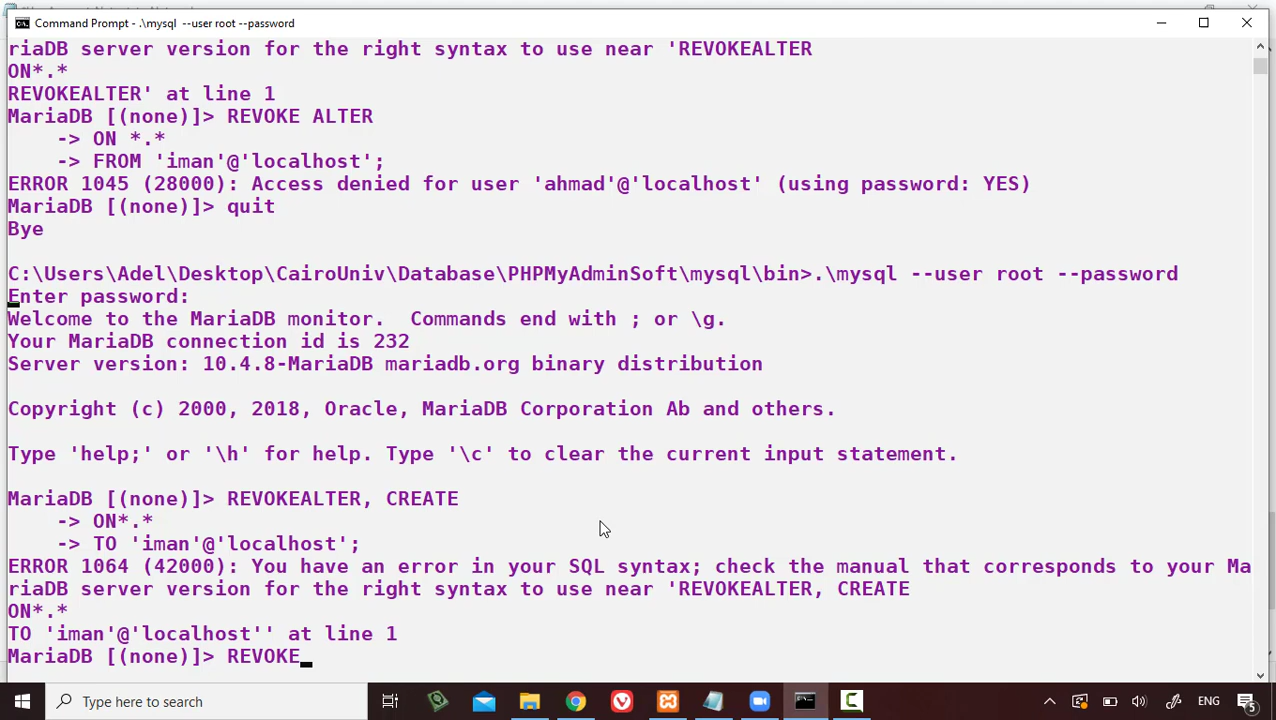 Command Prompt - .\mysql --user root --password
riaDB server version for the right syntax to use near 'REVOKEALTER
ON*.*
REVOKEALTER' at line 1
MariaDB [(none)]> REVOKE ALTER
-> ON *.*
-> FROM 'iman'@'localhost';
ERROR 1045 (28000): Access denied for user 'ahmad'@'localhost' (using password: YES)
MariaDB [(none)]> quit
Bye
C:\Users\Adel\Desktop\CairoUniv\Database\PHPMyAdminSoft\mysql\bin>.\mysql --user root --password
Enter password:
Welcome to the MariaDB monitor.  Commands end with ; or \g.
Your MariaDB connection id is 232
Server version: 10.4.8-MariaDB mariadb.org binary distribution
Copyright (c) 2000, 2018, Oracle, MariaDB Corporation Ab and others.
Type 'help;' or '\h' for help. Type '\c' to clear the current input statement.
MariaDB [(none)]> REVOKEALTER, CREATE
-> ON*.*
-> TO 'iman'@'localhost';
ERROR 1064 (42000): You have an error in your SQL syntax; check the manual that corresponds to your Ma
riaDB server version for the right syntax to use near 'REVOKEALTER, CREATE
ON*.*
TO 'iman'@'localhost'' at line 1
MariaDB [(none)]> REVOKE
Type here to search
ENG
5